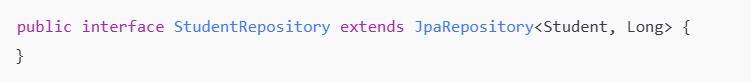 public interface StudentRepository extends JpaRepository<Student, Long> {
}